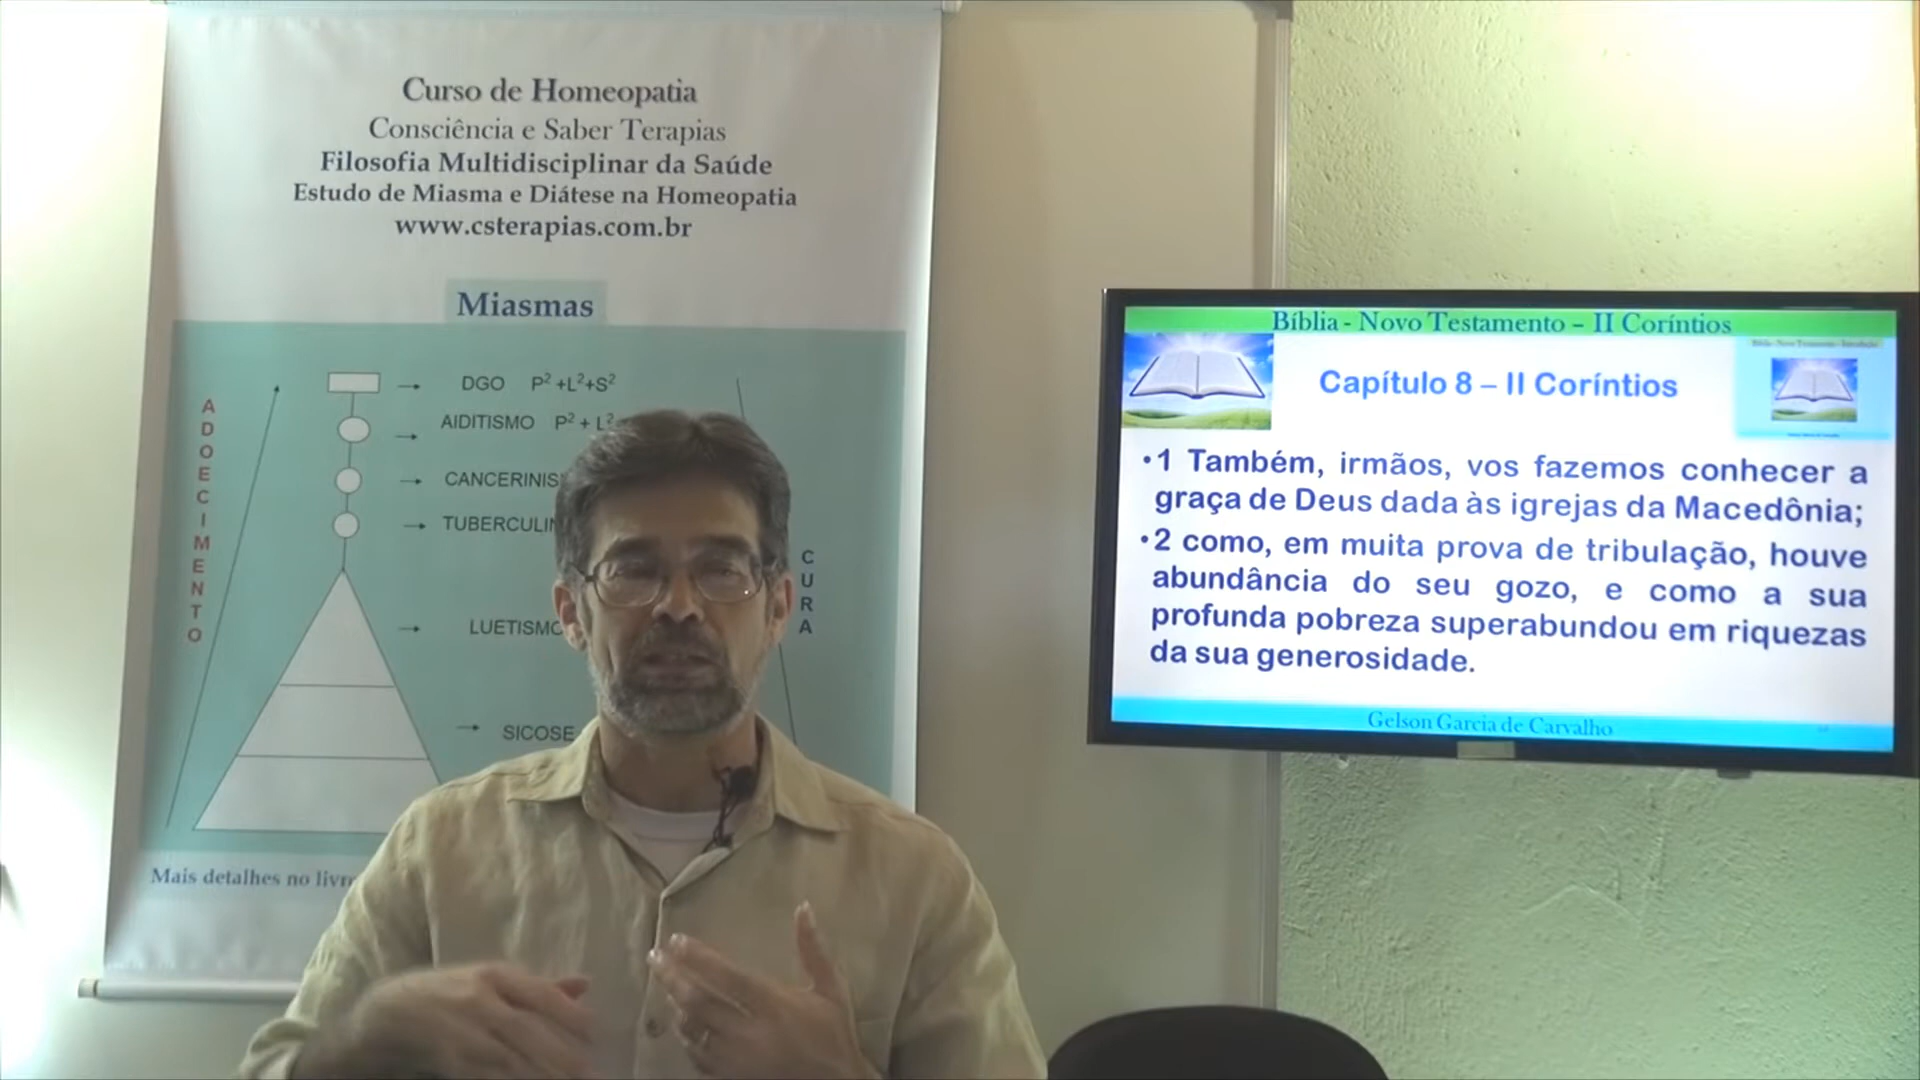 Curso de Homeopatia
Consciência e Saber Terapias
Filosofia Multidisciplinar da Saúde
Estudo de Miasma e Diátese na Homeopatia
www.csterapias.com.br
Miasmas
ADOECIMENTO
DGO P²+L²+S²
AIDITISMO P²+L²
CANCERINIS
TUBERCULIN
LUETISMO
SICOSE
CURA
Mais detalhes no livr
Bíblia - Novo Testamento – II Coríntios
Capítulo 8 – II Coríntios
•1 Também, irmãos, vos fazemos conhecer a
graça de Deus dada às igrejas da Macedônia;
•2 como, em muita prova de tribulação, houve
abundância do seu gozo, e como a sua
profunda pobreza superabundou em riquezas
da sua generosidade.
Gelson Garcia de Carvalho